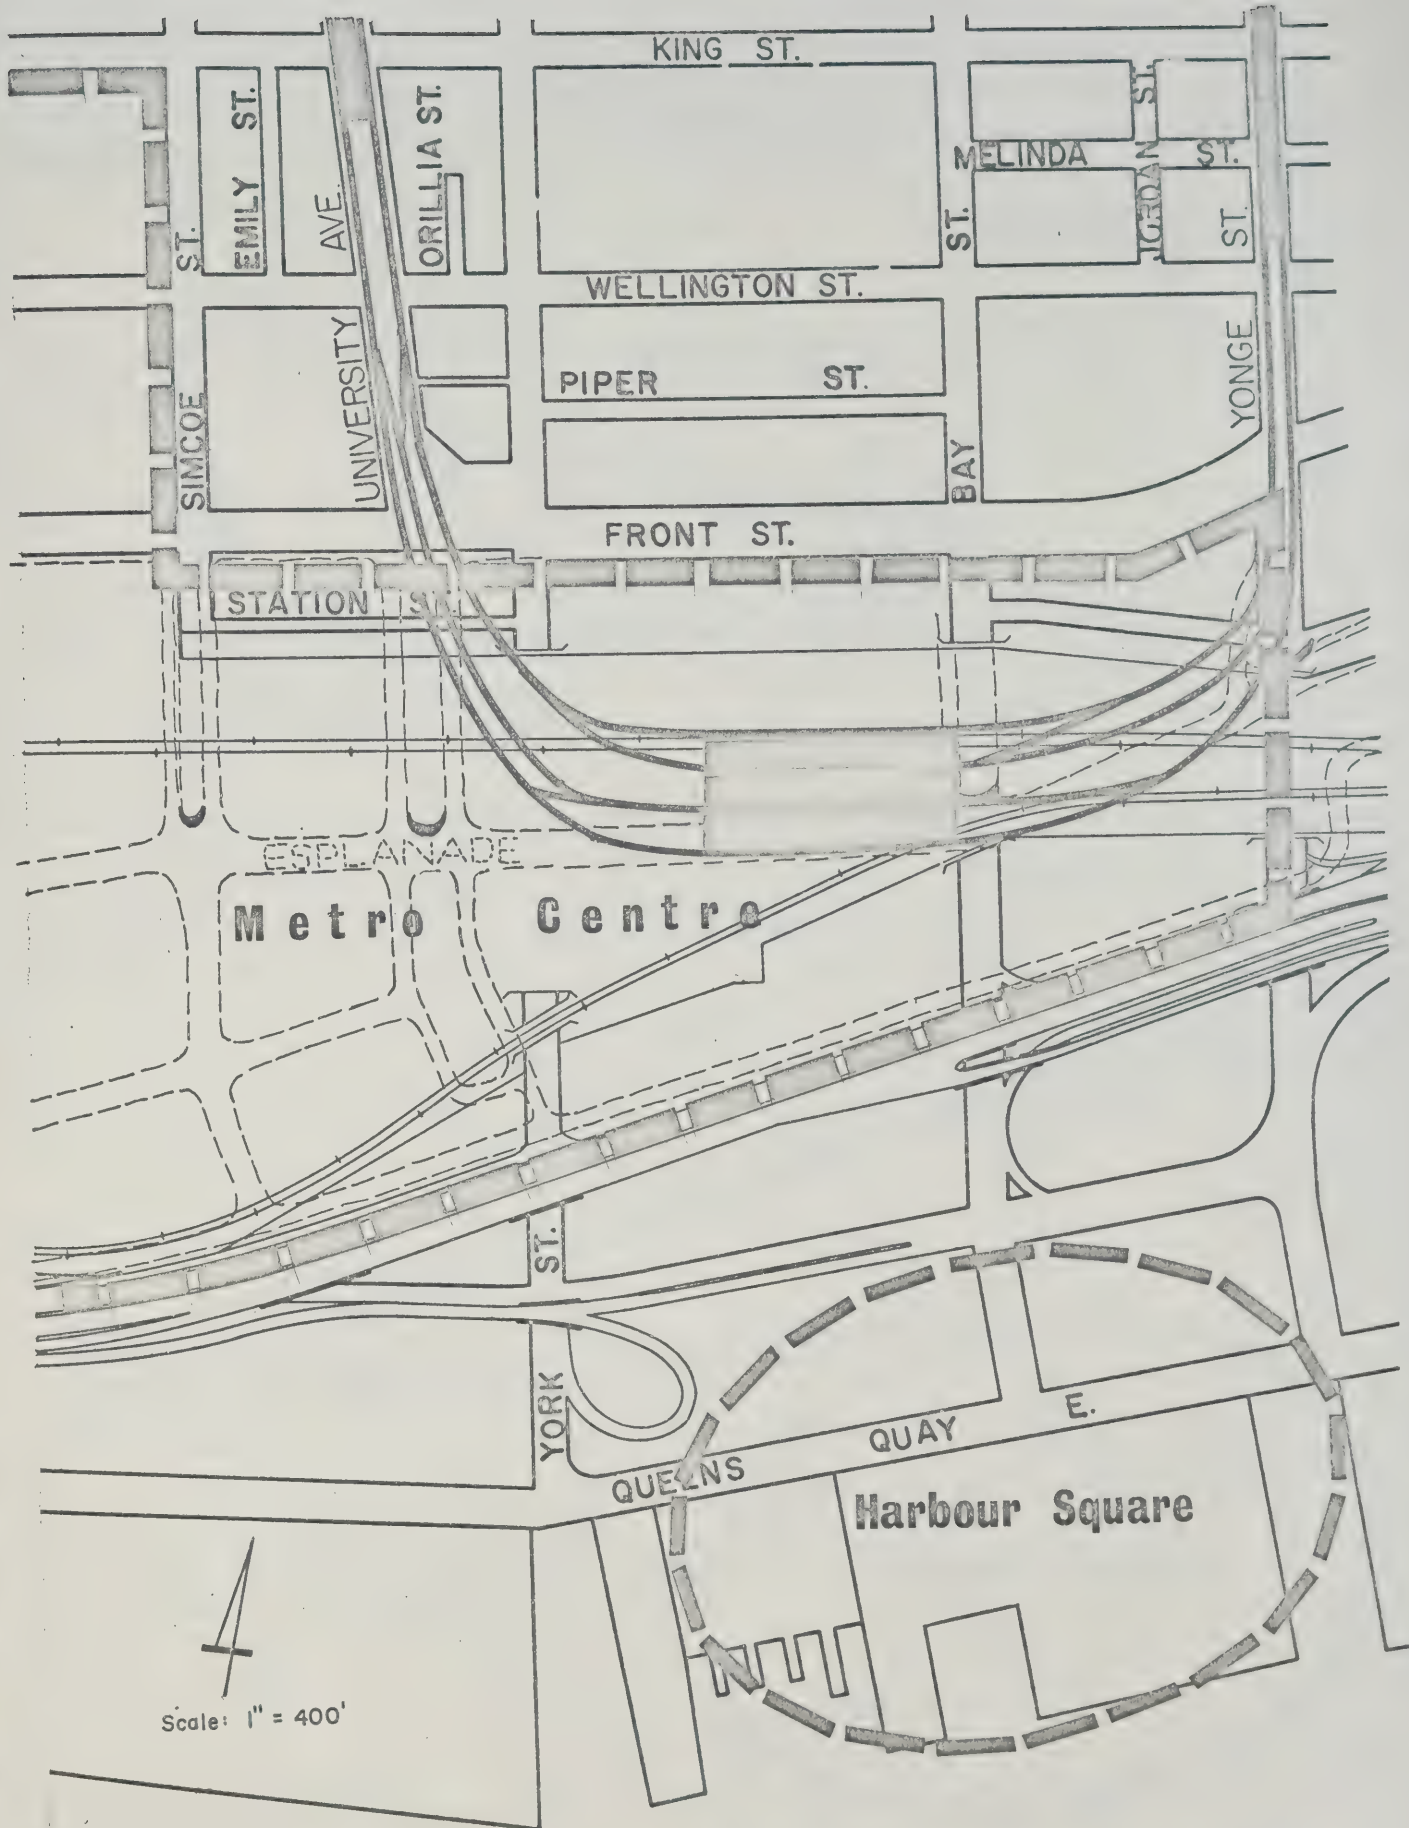 KING ST.
EMILY ST.
ORILLIA ST.
MELINDA ST.
JORDAN ST.
WELLINGTON ST.
UNIVERSITY AVE.
PIPER ST.
SIMCOE ST.
BAY ST.
YONGE ST.
FRONT ST.
STATION ST.
ESPLANADE
Metro Centre
YORK ST.
QUEENS QUAY E.
Harbour Square
Scale: 1" = 400'